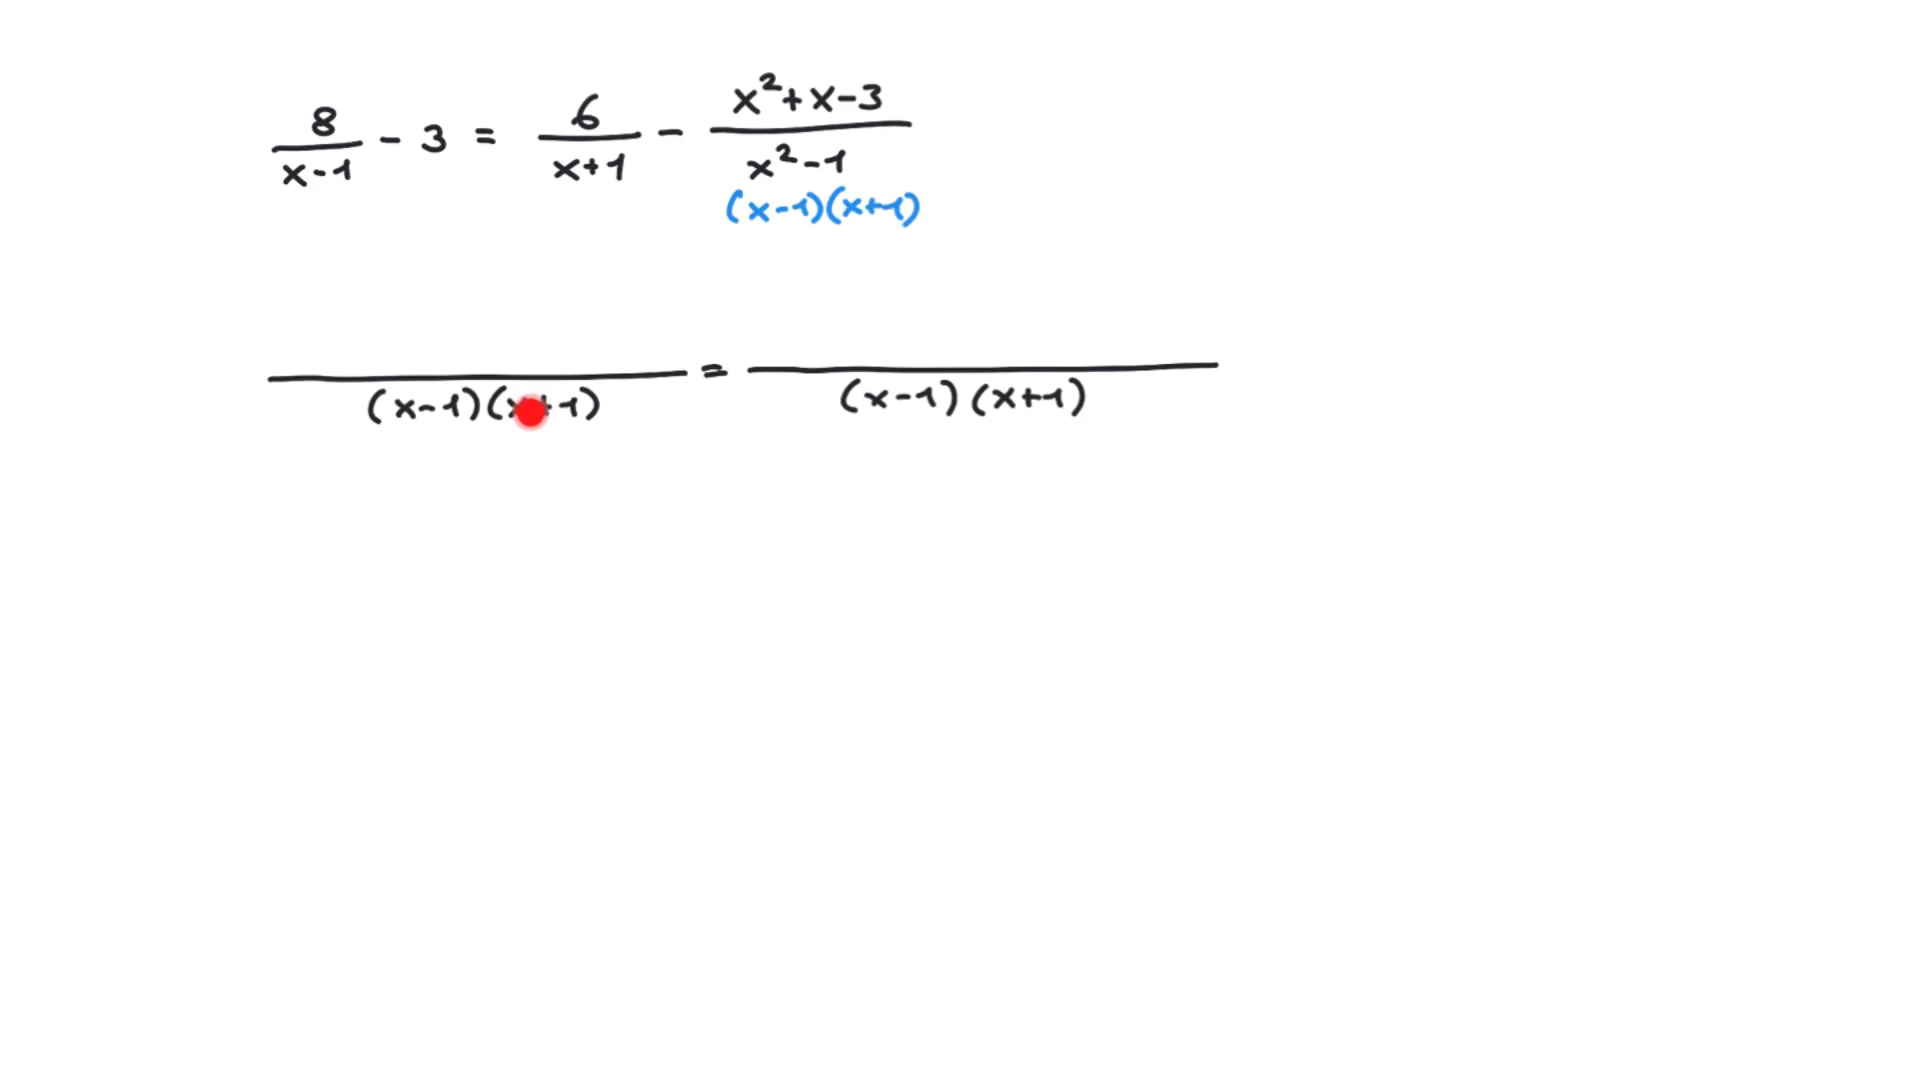 8/(x-1) - 3 = 6/(x+1) - (x²+x-3)/(x²-1)
(x-1)(x+1)
/((x-1)(x+1)) = /((x-1)(x+1))